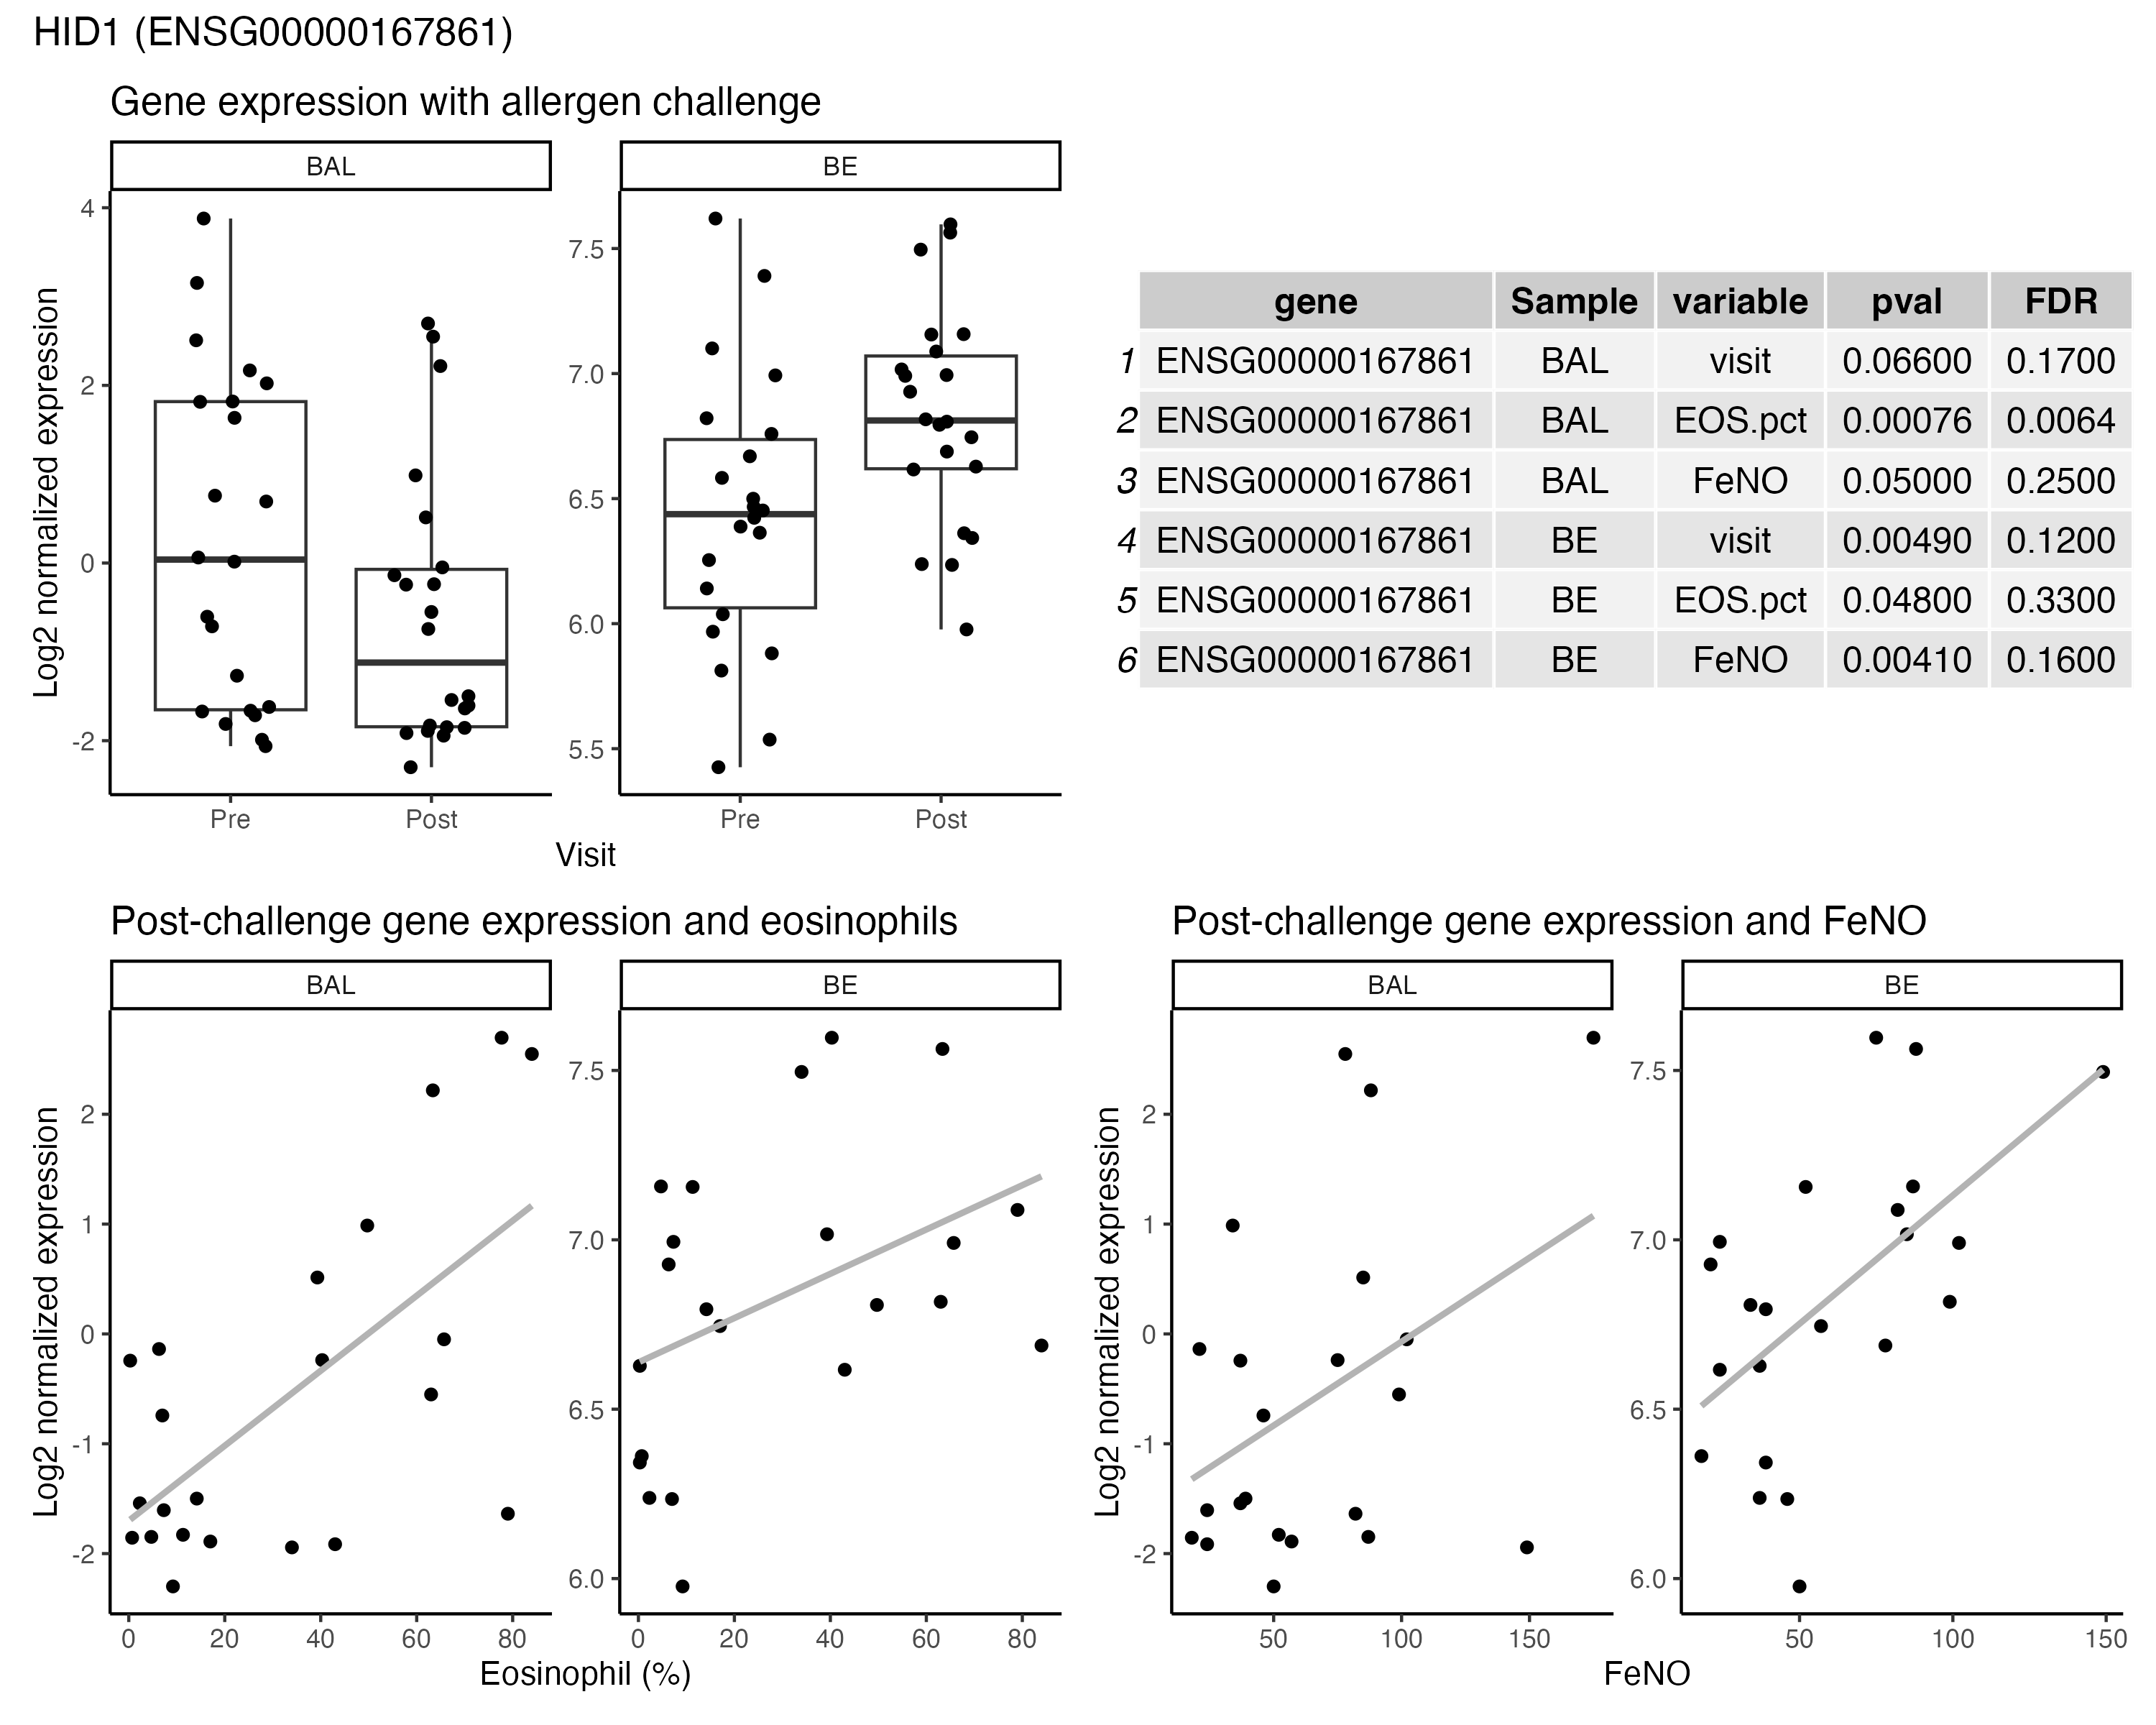 HID1 (ENSG00000167861)
Gene expression with allergen challenge
BAL
BE
Log2 normalized expression
4
2
0
-2
7.5
7.0
6.5
6.0
5.5
Pre
Post
Pre
Post
Visit
gene Sample variable pval FDR
1 ENSG00000167861 BAL visit 0.06600 0.1700
2 ENSG00000167861 BAL EOS.pct 0.00076 0.0064
3 ENSG00000167861 BAL FeNO 0.05000 0.2500
4 ENSG00000167861 BE visit 0.00490 0.1200
5 ENSG00000167861 BE EOS.pct 0.04800 0.3300
6 ENSG00000167861 BE FeNO 0.00410 0.1600
Post-challenge gene expression and eosinophils
BAL
BE
Log2 normalized expression
2
1
0
-1
-2
7.5
7.0
6.5
6.0
0 20 40 60 80
0 20 40 60 80
Eosinophil (%)
Post-challenge gene expression and FeNO
BAL
BE
Log2 normalized expression
2
1
0
-1
-2
7.5
7.0
6.5
6.0
50 100 150
50 100 150
FeNO